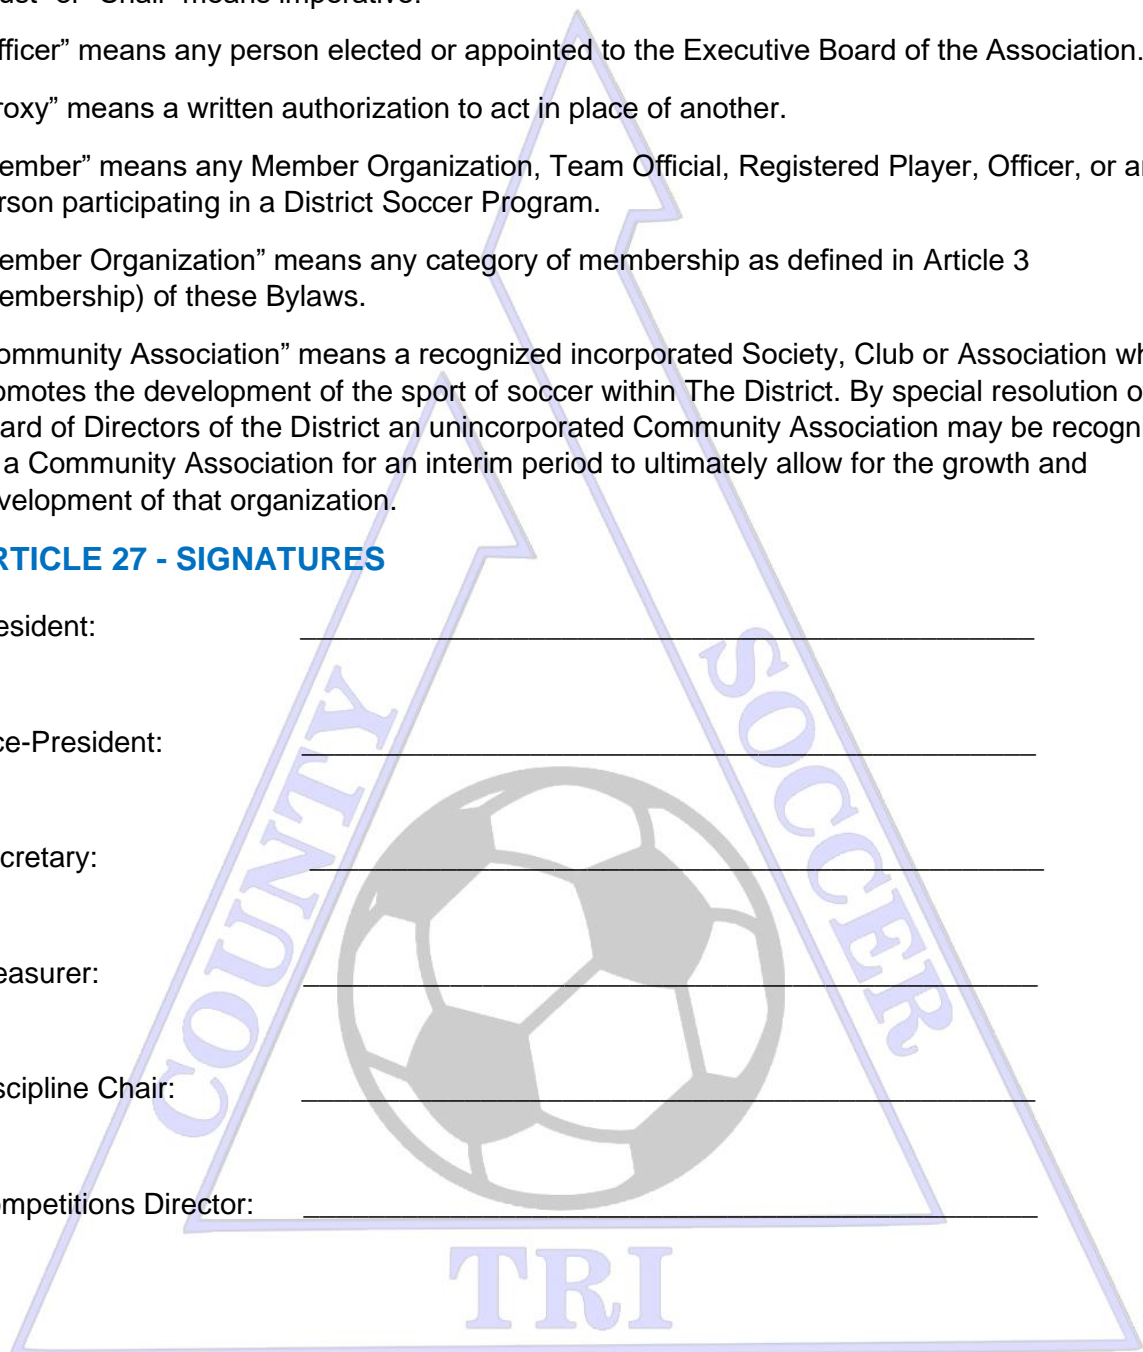 ust” or “Shall” means imperative.
fficer” means any person elected or appointed to the Executive Board of the Association.
roxy” means a written authorization to act in place of another.
ember” means any Member Organization, Team Official, Registered Player, Officer, or
rson participating in a District Soccer Program.
ember Organization” means any category of membership as defined in Article 3
embership) of these Bylaws.
ommunity Association” means a recognized incorporated Society, Club or Association wh
omotes the development of the sport of soccer within The District. By special resolution o
ard of Directors of the District an unincorporated Community Association may be recogn
a Community Association for an interim period to ultimately allow for the growth and
velopment of that organization.
RTICLE 27 - SIGNATURES
esident: ______________________________________________
ce-President: ______________________________________________
cretary: ______________________________________________
easurer: ______________________________________________
scipline Chair: ______________________________________________
mpetitions Director: ______________________________________________
COUNTY
SOCCER
TRI